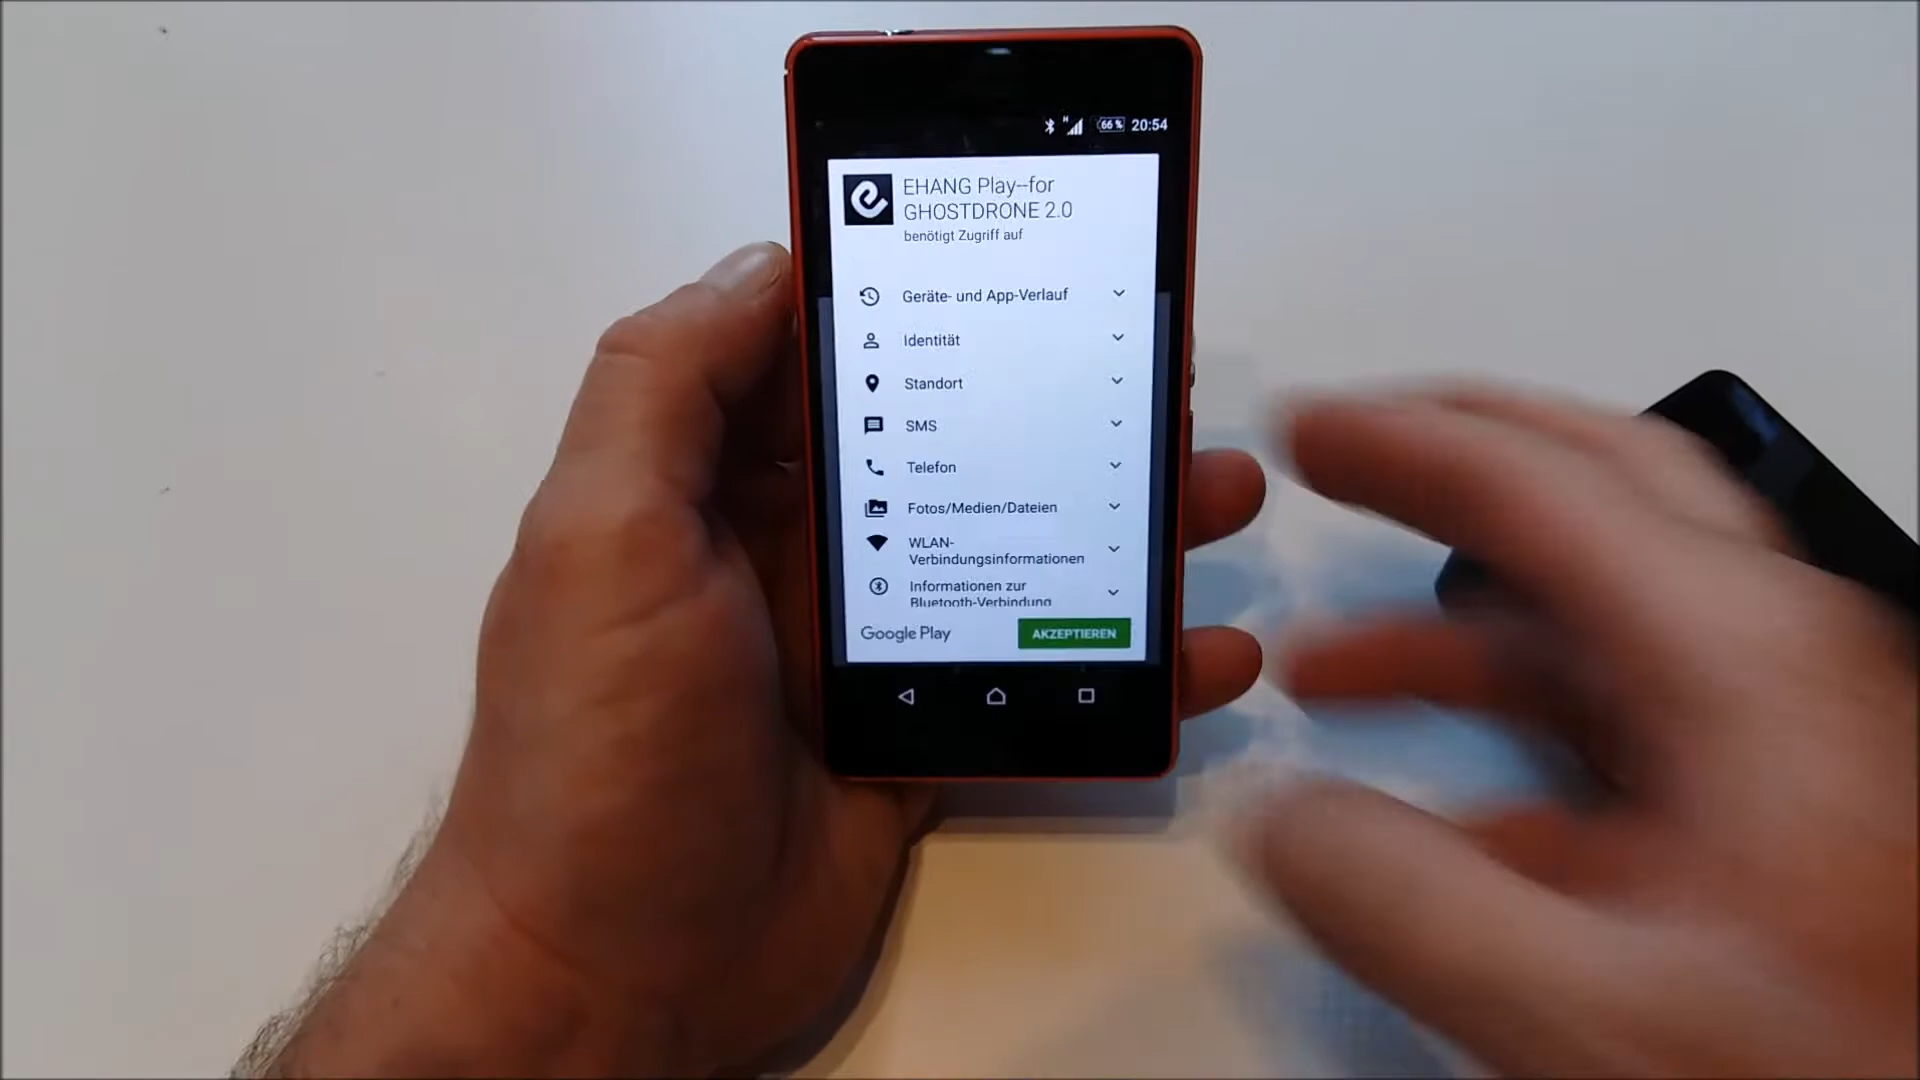 66 % 20:54
EHANG Play–for
GHOSTDRONE 2.0
benötigt Zugriff auf
Geräte- und App-Verlauf
Identität
Standort
SMS
Telefon
Fotos/Medien/Dateien
WLAN-
Verbindungsinformationen
Informationen zur
Bluetooth-Verbindung
Google Play
AKZEPTIEREN